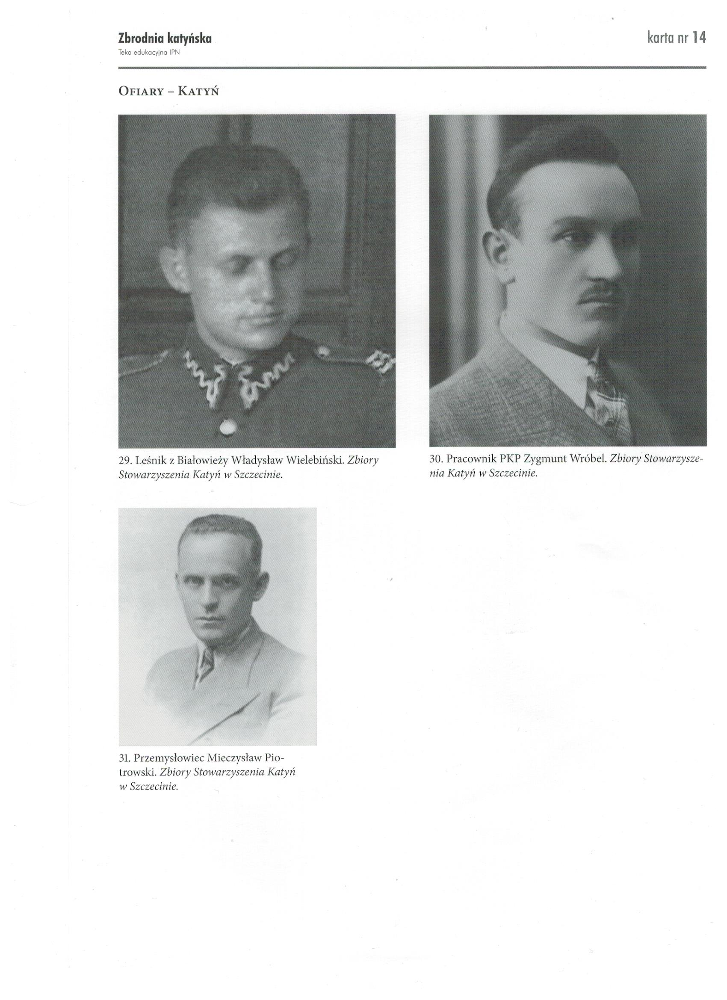 Zbrodnia katyńska
Teka edukacyjna IPN
karta nr 14
Ofiary – Katyń
29. Leśnik z Białowieży Władysław Wielebiński. Zbiory
Stowarzyszenia Katyń w Szczecinie.
30. Pracownik PKP Zygmunt Wróbel. Zbiory Stowarzysze-
nia Katyń w Szczecinie.
31. Przemysłowiec Mieczysław Pio-
trowski. Zbiory Stowarzyszenia Katyń
w Szczecinie.